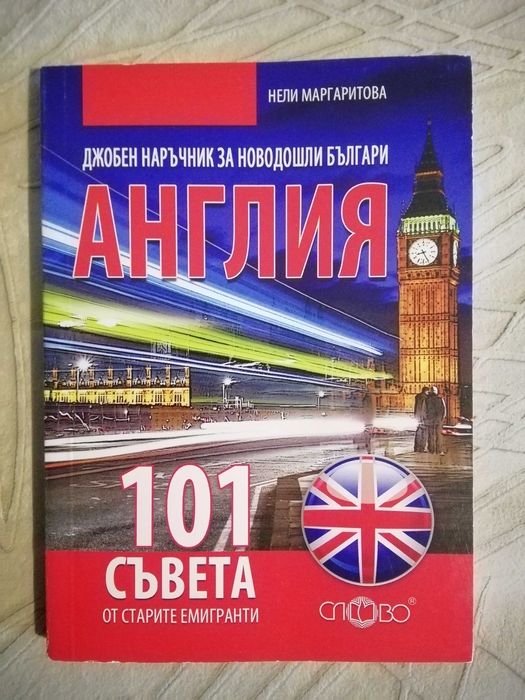 НЕЛИ МАРГАРИТОВА
ДЖОБЕН НАРЪЧНИК ЗА НОВОДОШЛИ БЪЛГАРИ
АНГЛИЯ
101
СЪВЕТА
ОТ СТАРИТЕ ЕМИГРАНТИ
СЛОВО®